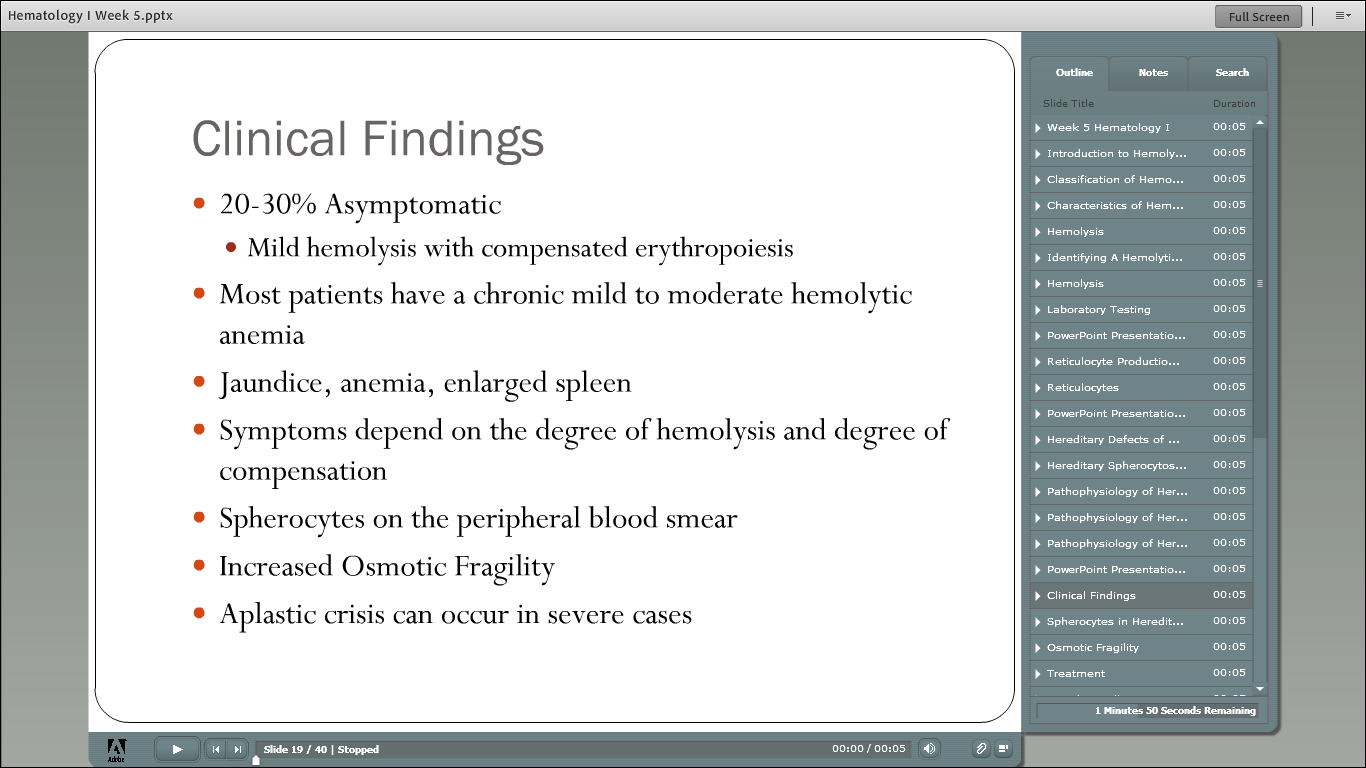 Hematology I Week 5.pptx
Full Screen
Clinical Findings
20-30% Asymptomatic
Mild hemolysis with compensated erythropoiesis
Most patients have a chronic mild to moderate hemolytic
anemia
Jaundice, anemia, enlarged spleen
Symptoms depend on the degree of hemolysis and degree of
compensation
Spherocytes on the peripheral blood smear
Increased Osmotic Fragility
Aplastic crisis can occur in severe cases
Outline Notes Search
Slide Title Duration
Week 5 Hematology I 00:05
Introduction to Hemoly... 00:05
Classification of Hemo... 00:05
Characteristics of Hem... 00:05
Hemolysis 00:05
Identifying A Hemolyti... 00:05
Hemolysis 00:05
Laboratory Testing 00:05
PowerPoint Presentatio... 00:05
Reticulocyte Productio... 00:05
Reticulocytes 00:05
PowerPoint Presentatio... 00:05
Hereditary Defects of ... 00:05
Hereditary Spherocytos... 00:05
Pathophysiology of Her... 00:05
Pathophysiology of Her... 00:05
Pathophysiology of Her... 00:05
PowerPoint Presentatio... 00:05
Clinical Findings 00:05
Spherocytes in Heredit... 00:05
Osmotic Fragility 00:05
Treatment 00:05
1 Minutes 50 Seconds Remaining
Adobe
Slide 19 / 40 | Stopped
00:00 / 00:05